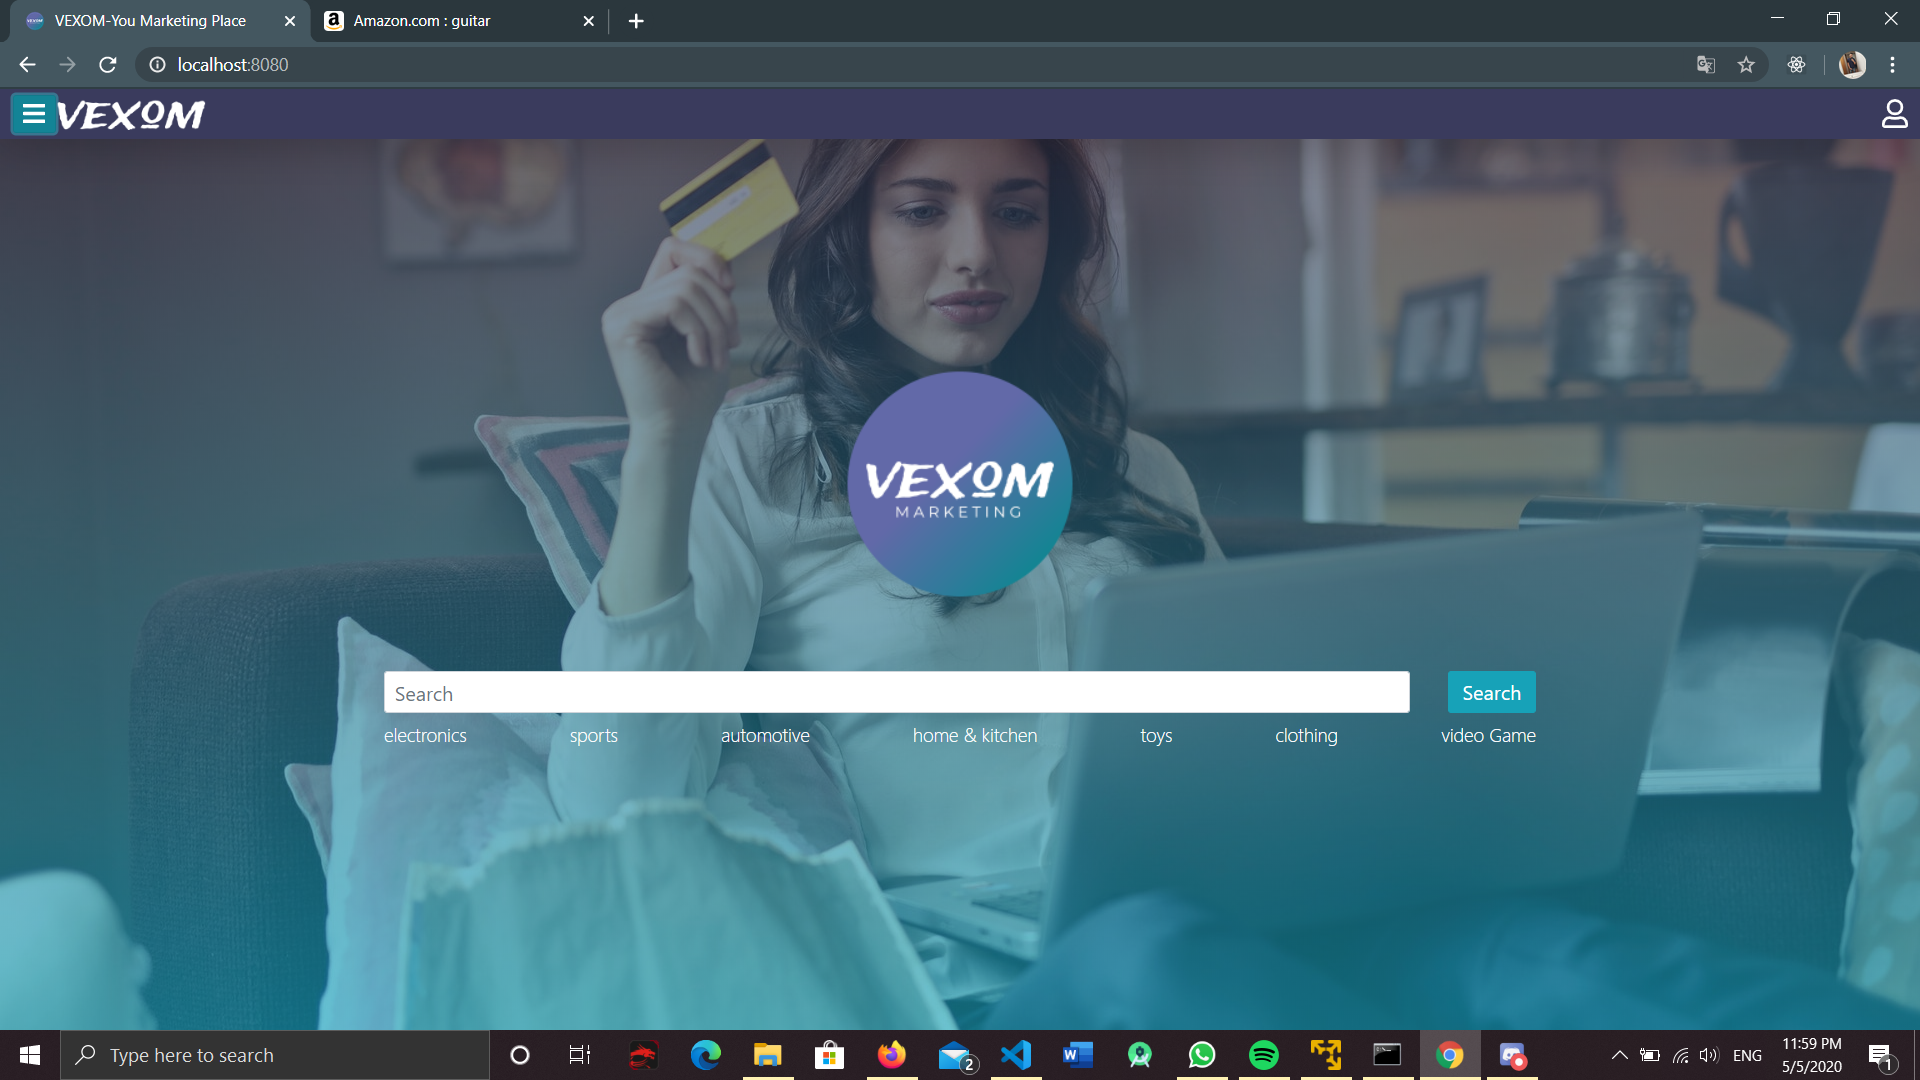 VEXOM-You Marketing Place
Amazon.com : guitar
localhost:8080
VEXOM
VEXOM
MARKETING
Search
Search
electronics
sports
automotive
home & kitchen
toys
clothing
video Game
Type here to search
2
ENG
11:59 PM
5/5/2020
1